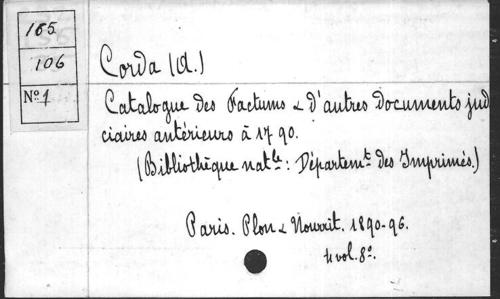 165
106
No 1
Corda (A.)
Catalogue des Factums & d'autres documents jud
ciaires antérieurs à 1790.
(Bibliothèque natle: Départemt des Imprimés.)
Paris. Plon & Nourrit. 1890-96.
4 vol. 8o.